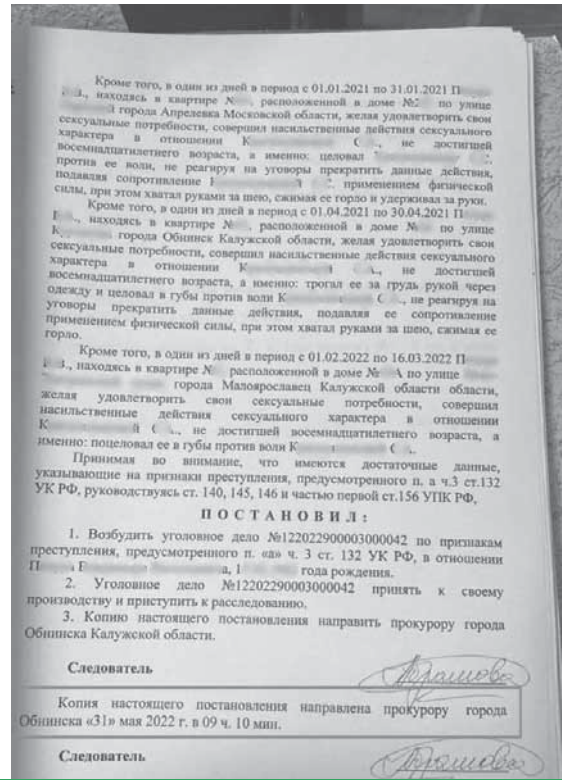 Кроме того, в один из дней в период с 01.01.2021 по 31.01.2021 П
В., находясь в квартире №, расположенной в доме № по улице
й города Апрелевка Московской области, желая удовлетворить свои
сексуальные потребности, совершил насильственные действия сексуального
характера в отношении К С А., не достигшей
восемнадцатилетнего возраста, а именно: целовал
против ее воли, не реагируя на уговоры прекратить данные действия,
подавляя сопротивление й С. применением физической
силы, при этом хватал руками за шею, сжимая ее горло и удерживал за руки.
Кроме того, в один из дней в период с 01.04.2021 по 30.04.2021 П
находясь в квартире №, расположенной в доме № по улице
К города Обнинск Калужской области, желая удовлетворить свои
сексуальные потребности, совершил насильственные действия сексуального
характера в отношении К С А., не достигшей
восемнадцатилетнего возраста, а именно: трогал ее за грудь рукой через
одежду и целовал в губы против воли К С А., не реагируя на
уговоры прекратить данные действия, подавляя ее сопротивление
применением физической силы, при этом хватал руками за шею, сжимая ее
горло.
Кроме того, в один из дней в период с 01.02.2022 по 16.03.2022 П
В., находясь в квартире № расположенной в доме № А по улице
города Малоярославец Калужской области области,
желая удовлетворить свои сексуальные потребности, совершил
насильственные действия сексуального характера в отношении
К й С А., не достигшей восемнадцатилетнего возраста, а
именно: поцеловал ее в губы против воли К С А.
Принимая во внимание, что имеются достаточные данные,
указывающие на признаки преступления, предусмотренного п. а ч.3 ст.132
УК РФ, руководствуясь ст. 140, 145, 146 и частью первой ст.156 УПК РФ,
ПОСТАНОВИЛ:
1. Возбудить уголовное дело №12202290003000042 по признакам
преступления, предусмотренного п. «а» ч. 3 ст. 132 УК РФ, в отношении
П а, 1 года рождения.
2. Уголовное дело №12202290003000042 принять к своему
производству и приступить к расследованию.
3. Копию настоящего постановления направить прокурору города
Обнинска Калужской области.
Следователь
Копия настоящего постановления направлена прокурору города
Обнинска «31» мая 2022 г. в 09 ч. 10 мин.
Следователь